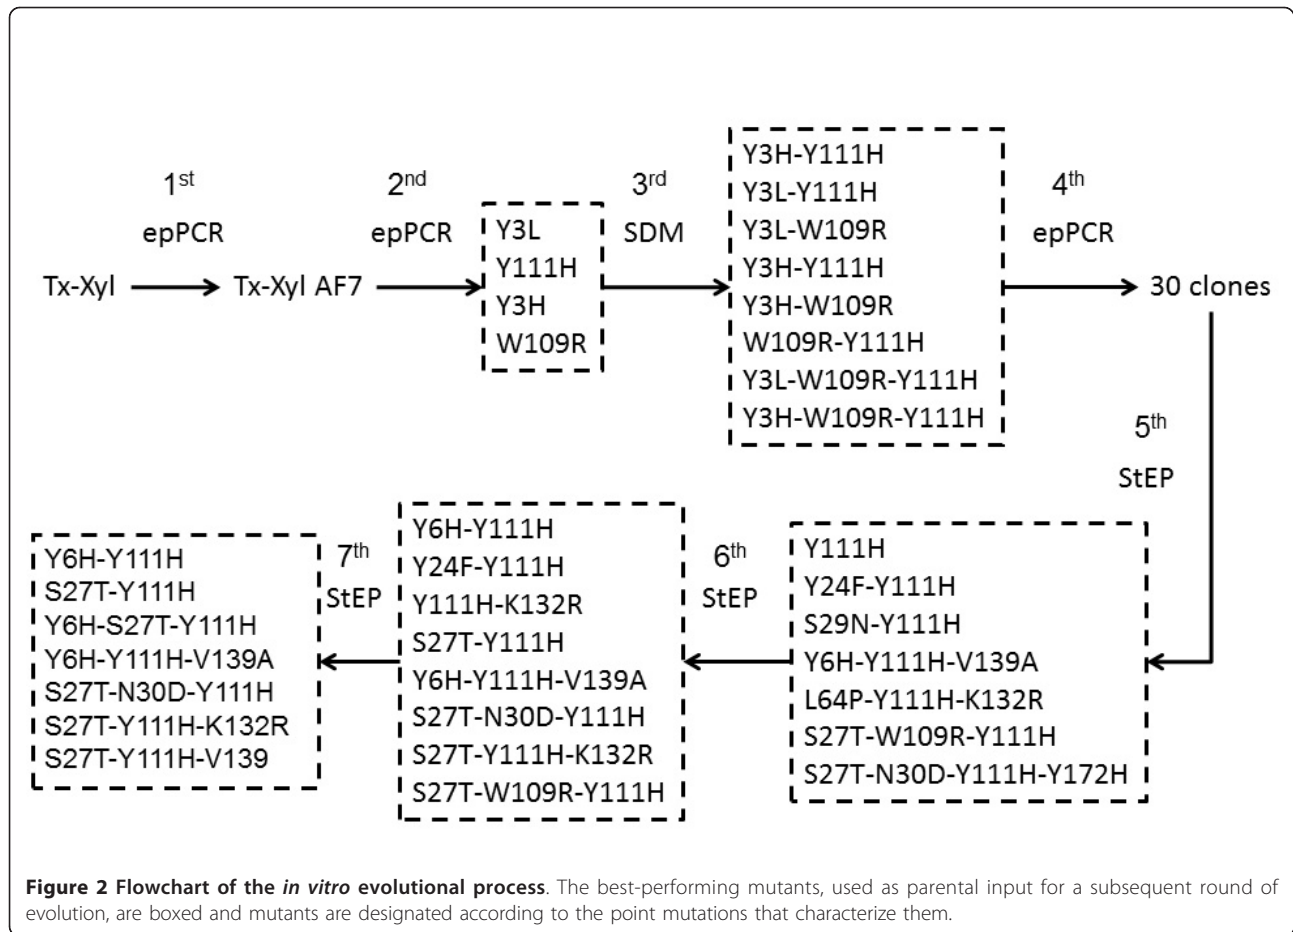 1st
epPCR
Tx-Xyl
Tx-Xyl AF7
2nd
epPCR
Y3L
Y111H
Y3H
W109R
3rd
SDM
Y3H-Y111H
Y3L-Y111H
Y3L-W109R
Y3H-Y111H
Y3H-W109R
W109R-Y111H
Y3L-W109R-Y111H
Y3H-W109R-Y111H
4th
epPCR
30 clones
5th
StEP
Y111H
Y24F-Y111H
S29N-Y111H
Y6H-Y111H-V139A
L64P-Y111H-K132R
S27T-W109R-Y111H
S27T-N30D-Y111H-Y172H
6th
StEP
Y6H-Y111H
Y24F-Y111H
Y111H-K132R
S27T-Y111H
Y6H-Y111H-V139A
S27T-N30D-Y111H
S27T-Y111H-K132R
S27T-W109R-Y111H
7th
StEP
Y6H-Y111H
S27T-Y111H
Y6H-S27T-Y111H
Y6H-Y111H-V139A
S27T-N30D-Y111H
S27T-Y111H-K132R
S27T-Y111H-V139
Figure 2 Flowchart of the in vitro evolutional process. The best-performing mutants, used as parental input for a subsequent round of
evolution, are boxed and mutants are designated according to the point mutations that characterize them.